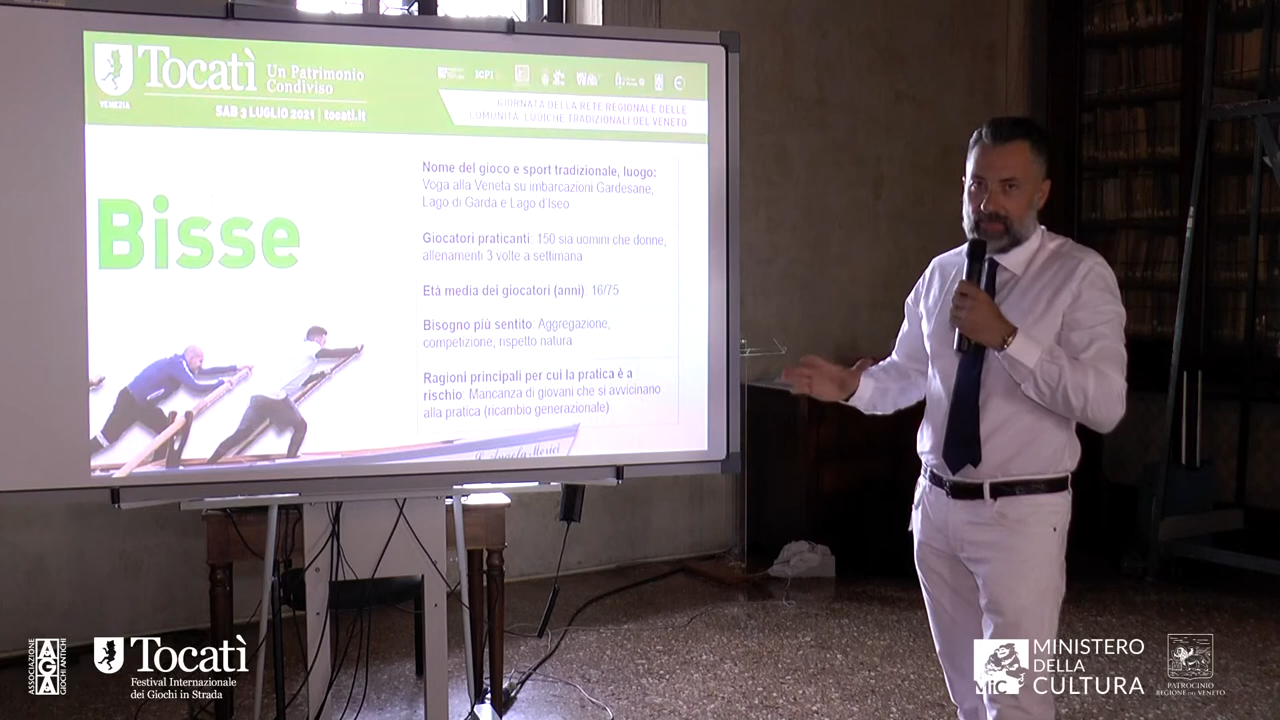 Tocatì
Un Patrimonio
Condiviso
VENEZIA
SAB 3 LUGLIO 2021 | tocati.it
ICPI
GIORNATA DELLA RETE REGIONALE DELLE
COMUNITÀ LUDICHE TRADIZIONALI DEL VENETO
Bisse
Nome del gioco e sport tradizionale, luogo:
Voga alla Veneta su imbarcazioni Gardesane,
Lago di Garda e Lago d'Iseo
Giocatori praticanti: 150 sia uomini che donne,
allenamenti 3 volte a settimana
Età media dei giocatori (anni) 16/75
Bisogno più sentito: Aggregazione,
competizione, rispetto natura
Ragioni principali per cui la pratica è a
rischio: Mancanza di giovani che si avvicinano
alla pratica (ricambio generazionale)
S. Angela Merici
ASSOCIAZIONE
AGA
GIOCHI ANTICHI
Tocatì
Festival Internazionale
dei Giochi in Strada
MiC
MINISTERO
DELLA
CULTURA
PATROCINIO
REGIONE DEL VENETO